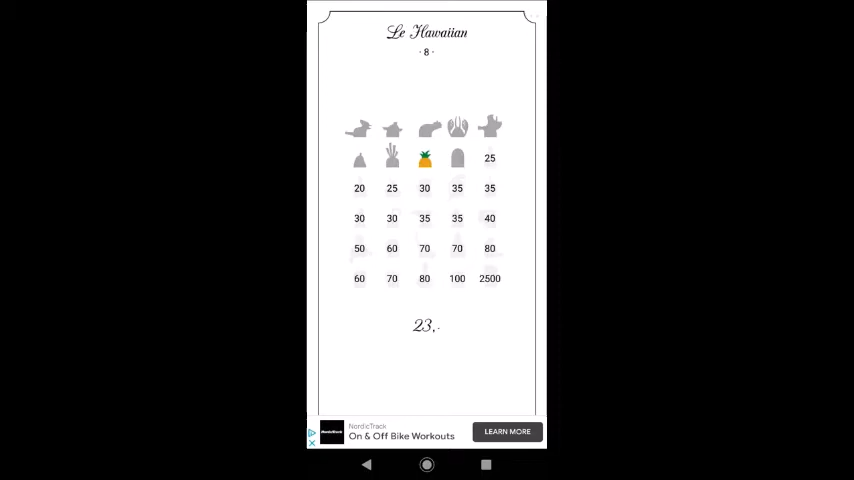 Le Hawaiian
· 8 ·
25
20 25 30 35 35
30 30 35 35 40
50 60 70 70 80
60 70 80 100 2500
23,-
NordicTrack
On & Off Bike Workouts
LEARN MORE